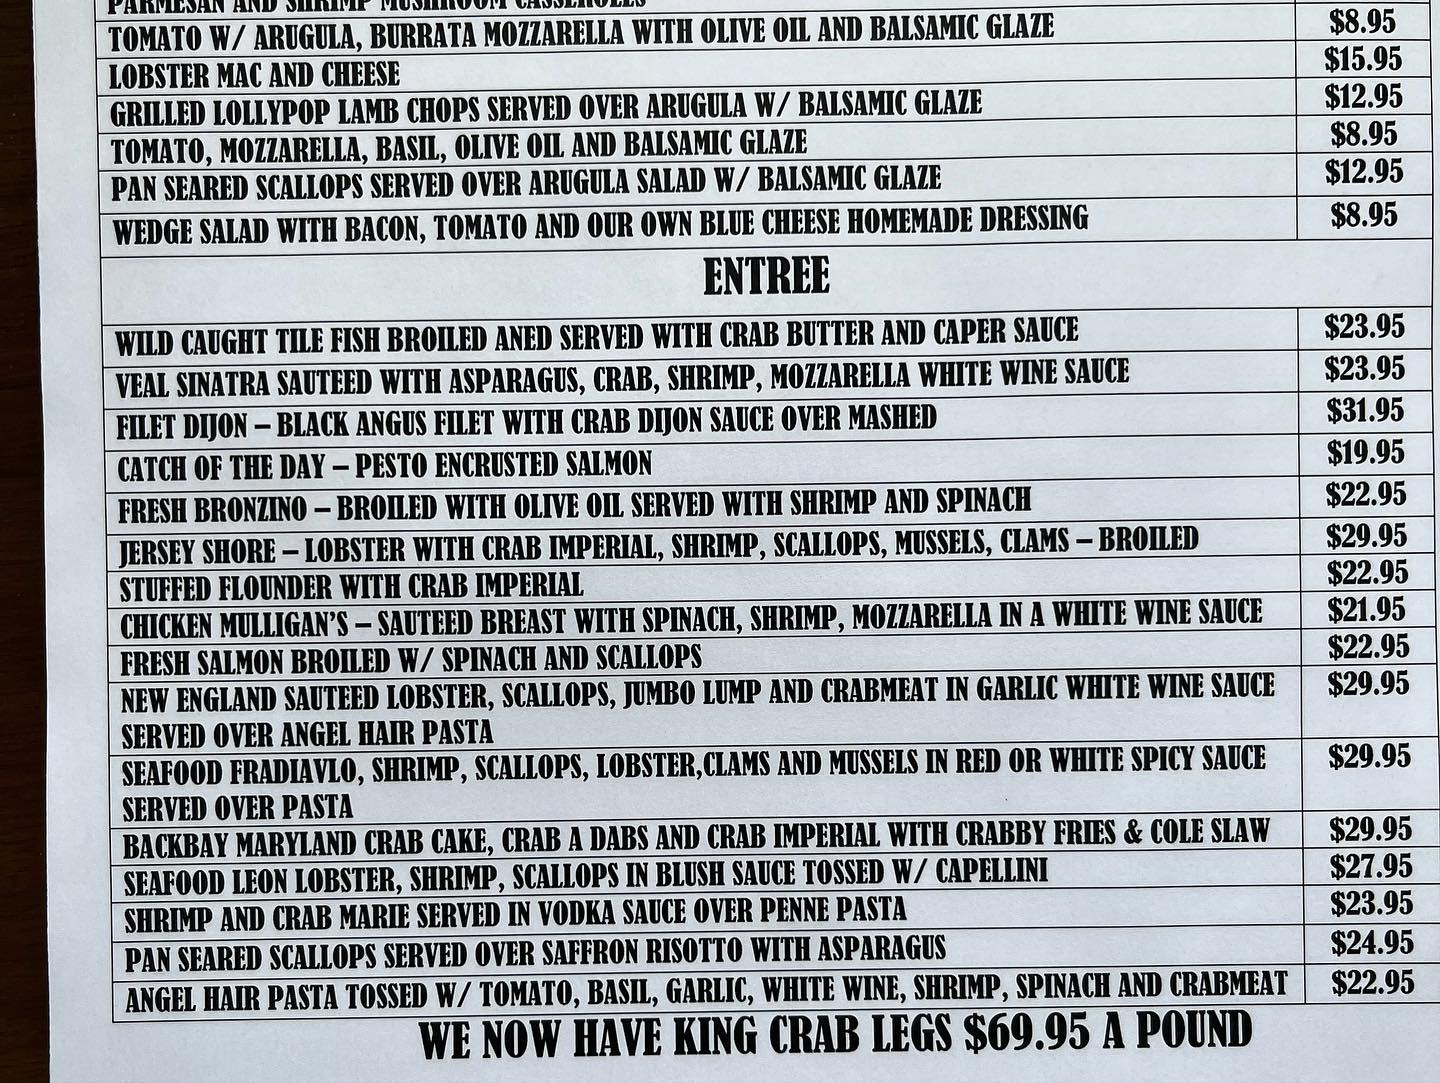 PARMESAN AND SHRIMP MUSHROOM CASSEROLES
TOMATO W/ ARUGULA, BURRATA MOZZARELLA WITH OLIVE OIL AND BALSAMIC GLAZE $8.95
LOBSTER MAC AND CHEESE $15.95
GRILLED LOLLYPOP LAMB CHOPS SERVED OVER ARUGULA W/ BALSAMIC GLAZE $12.95
TOMATO, MOZZARELLA, BASIL, OLIVE OIL AND BALSAMIC GLAZE $8.95
PAN SEARED SCALLOPS SERVED OVER ARUGULA SALAD W/ BALSAMIC GLAZE $12.95
WEDGE SALAD WITH BACON, TOMATO AND OUR OWN BLUE CHEESE HOMEMADE DRESSING $8.95
ENTREE
WILD CAUGHT TILE FISH BROILED ANED SERVED WITH CRAB BUTTER AND CAPER SAUCE $23.95
VEAL SINATRA SAUTEED WITH ASPARAGUS, CRAB, SHRIMP, MOZZARELLA WHITE WINE SAUCE $23.95
FILET DIJON – BLACK ANGUS FILET WITH CRAB DIJON SAUCE OVER MASHED $31.95
CATCH OF THE DAY – PESTO ENCRUSTED SALMON $19.95
FRESH BRONZINO – BROILED WITH OLIVE OIL SERVED WITH SHRIMP AND SPINACH $22.95
JERSEY SHORE – LOBSTER WITH CRAB IMPERIAL, SHRIMP, SCALLOPS, MUSSELS, CLAMS – BROILED $29.95
STUFFED FLOUNDER WITH CRAB IMPERIAL $22.95
CHICKEN MULLIGAN'S – SAUTEED BREAST WITH SPINACH, SHRIMP, MOZZARELLA IN A WHITE WINE SAUCE $21.95
FRESH SALMON BROILED W/ SPINACH AND SCALLOPS $22.95
NEW ENGLAND SAUTEED LOBSTER, SCALLOPS, JUMBO LUMP AND CRABMEAT IN GARLIC WHITE WINE SAUCE $29.95
SERVED OVER ANGEL HAIR PASTA
SEAFOOD FRADIAVLO, SHRIMP, SCALLOPS, LOBSTER,CLAMS AND MUSSELS IN RED OR WHITE SPICY SAUCE $29.95
SERVED OVER PASTA
BACKBAY MARYLAND CRAB CAKE, CRAB A DABS AND CRAB IMPERIAL WITH CRABBY FRIES & COLE SLAW $29.95
SEAFOOD LEON LOBSTER, SHRIMP, SCALLOPS IN BLUSH SAUCE TOSSED W/ CAPELLINI $27.95
SHRIMP AND CRAB MARIE SERVED IN VODKA SAUCE OVER PENNE PASTA $23.95
PAN SEARED SCALLOPS SERVED OVER SAFFRON RISOTTO WITH ASPARAGUS $24.95
ANGEL HAIR PASTA TOSSED W/ TOMATO, BASIL, GARLIC, WHITE WINE, SHRIMP, SPINACH AND CRABMEAT $22.95
WE NOW HAVE KING CRAB LEGS $69.95 A POUND